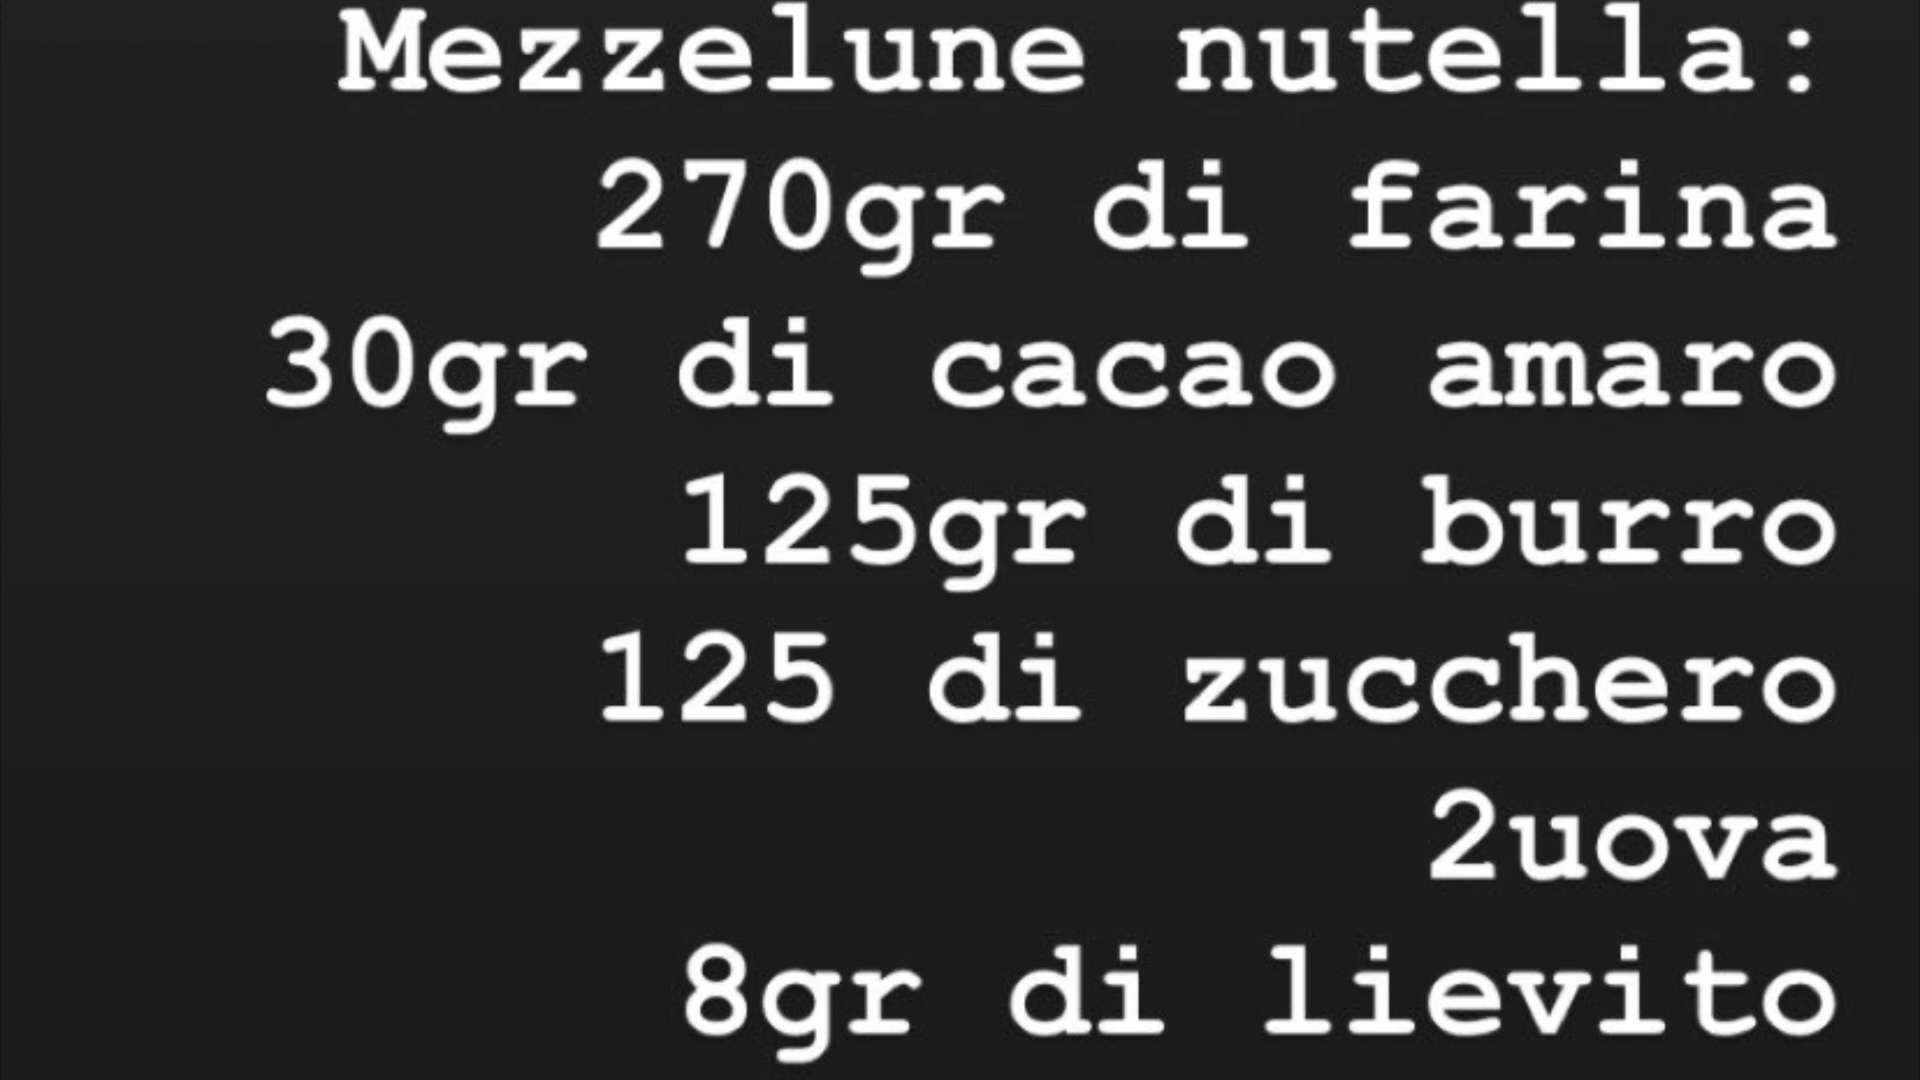 Mezzelune nutella:
270gr di farina
30gr di cacao amaro
125gr di burro
125 di zucchero
2uova
8gr di lievito